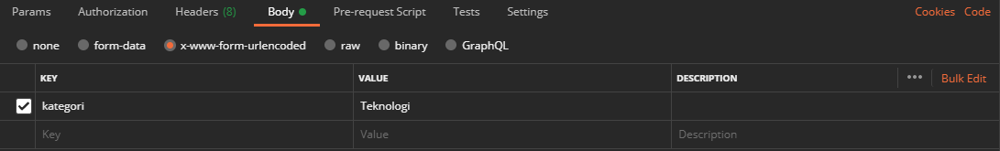 Params Authorization Headers (8) Body Pre-request Script Tests Settings Cookies Code
none form-data x-www-form-urlencoded raw binary GraphQL
KEY VALUE DESCRIPTION ••• Bulk Edit
kategori Teknologi
Key Value Description